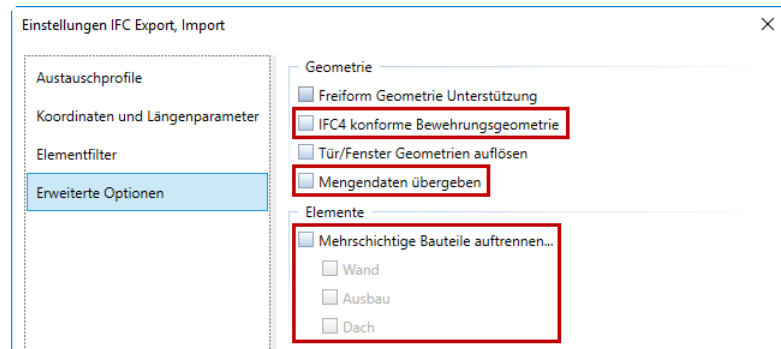 Einstellungen IFC Export, Import
Austauschprofile
Koordinaten und Längenparameter
Elementfilter
Erweiterte Optionen
Geometrie
Freiform Geometrie Unterstützung
IFC4 konforme Bewehrungsgeometrie
Tür/Fenster Geometrien auflösen
Mengendaten übergeben
Elemente
Mehrschichtige Bauteile auftrennen...
Wand
Ausbau
Dach